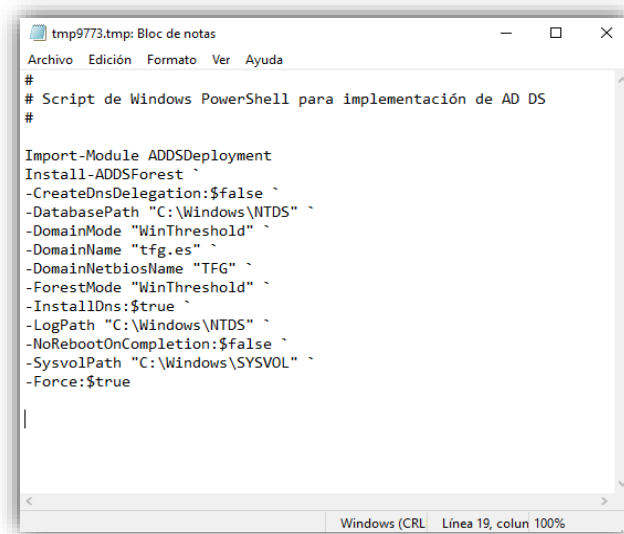 tmp9773.tmp: Bloc de notas
Archivo Edición Formato Ver Ayuda
#
# Script de Windows PowerShell para implementación de AD DS
#
Import-Module ADDSDeployment
Install-ADDSForest `
-CreateDnsDelegation:$false `
-DatabasePath "C:\Windows\NTDS" `
-DomainMode "WinThreshold" `
-DomainName "tfg.es" `
-DomainNetbiosName "TFG" `
-ForestMode "WinThreshold" `
-InstallDns:$true `
-LogPath "C:\Windows\NTDS" `
-NoRebootOnCompletion:$false `
-SysvolPath "C:\Windows\SYSVOL" `
-Force:$true
Windows (CRL Línea 19, colun 100%